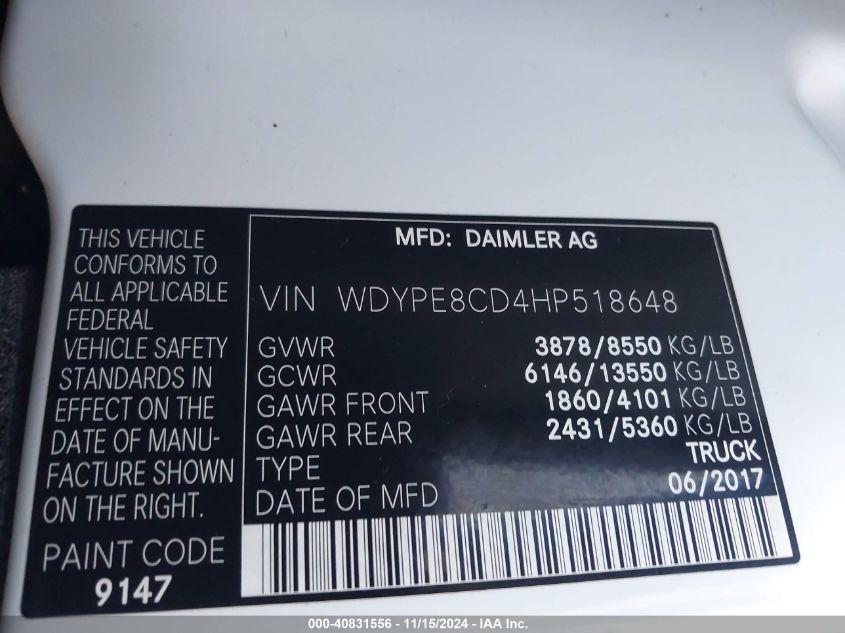 THIS VEHICLE
CONFORMS TO
ALL APPLICABLE
FEDERAL
VEHICLE SAFETY
STANDARDS IN
EFFECT ON THE
DATE OF MANU-
FACTURE SHOWN
ON THE RIGHT.
PAINT CODE
9147
MFD: DAIMLER AG
VIN WDYPE8CD4HP518648
GVWR 3878/8550 KG/LB
GCWR 6146/13550 KG/LB
GAWR FRONT 1860/4101 KG/LB
GAWR REAR 2431/5360 KG/LB
TYPE TRUCK
DATE OF MFD 06/2017
000-40831556 - 11/15/2024 - IAA Inc.